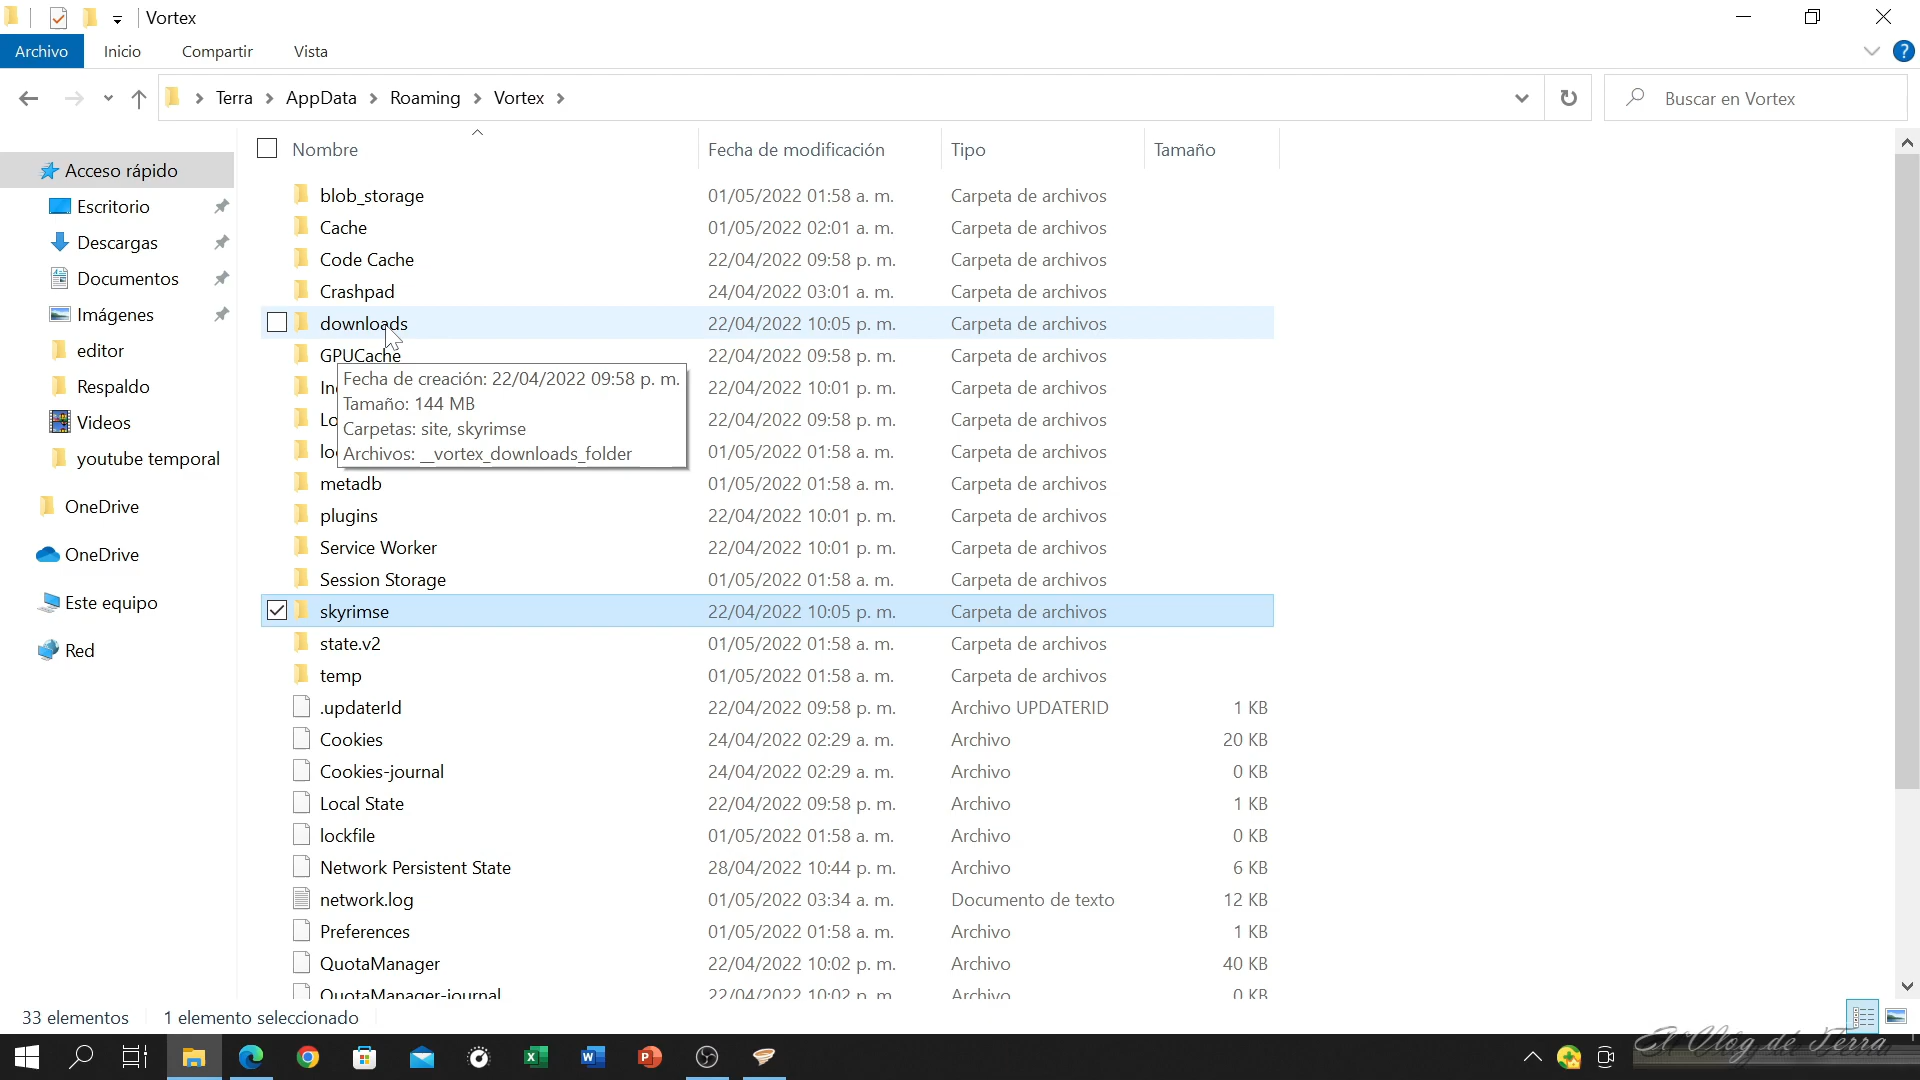 Vortex
Archivo Inicio Compartir Vista
Terra AppData Roaming Vortex
Buscar en Vortex
Nombre Fecha de modificación Tipo Tamaño
Acceso rápido
Escritorio
Descargas
Documentos
Imágenes
editor
Respaldo
Videos
youtube temporal
OneDrive
OneDrive
Este equipo
Red
blob_storage 01/05/2022 01:58 a. m. Carpeta de archivos
Cache 01/05/2022 02:01 a. m. Carpeta de archivos
Code Cache 22/04/2022 09:58 p. m. Carpeta de archivos
Crashpad 24/04/2022 03:01 a. m. Carpeta de archivos
downloads 22/04/2022 10:05 p. m. Carpeta de archivos
GPUCache 22/04/2022 09:58 p. m. Carpeta de archivos
22/04/2022 10:01 p. m. Carpeta de archivos
22/04/2022 09:58 p. m. Carpeta de archivos
01/05/2022 01:58 a. m. Carpeta de archivos
Fecha de creación: 22/04/2022 09:58 p. m.
Tamaño: 144 MB
Carpetas: site, skyrimse
Archivos: __vortex_downloads_folder
metadb 01/05/2022 01:58 a. m. Carpeta de archivos
plugins 22/04/2022 10:01 p. m. Carpeta de archivos
Service Worker 22/04/2022 10:01 p. m. Carpeta de archivos
Session Storage 01/05/2022 01:58 a. m. Carpeta de archivos
skyrimse 22/04/2022 10:05 p. m. Carpeta de archivos
state.v2 01/05/2022 01:58 a. m. Carpeta de archivos
temp 01/05/2022 01:58 a. m. Carpeta de archivos
.updaterId 22/04/2022 09:58 p. m. Archivo UPDATERID 1 KB
Cookies 24/04/2022 02:29 a. m. Archivo 20 KB
Cookies-journal 24/04/2022 02:29 a. m. Archivo 0 KB
Local State 22/04/2022 09:58 p. m. Archivo 1 KB
lockfile 01/05/2022 01:58 a. m. Archivo 0 KB
Network Persistent State 28/04/2022 10:44 p. m. Archivo 6 KB
network.log 01/05/2022 03:34 a. m. Documento de texto 12 KB
Preferences 01/05/2022 01:58 a. m. Archivo 1 KB
QuotaManager 22/04/2022 10:02 p. m. Archivo 40 KB
QuotaManager-journal 22/04/2022 10:02 p. m. Archivo 0 KB
33 elementos 1 elemento seleccionado
El Vlog de Terra